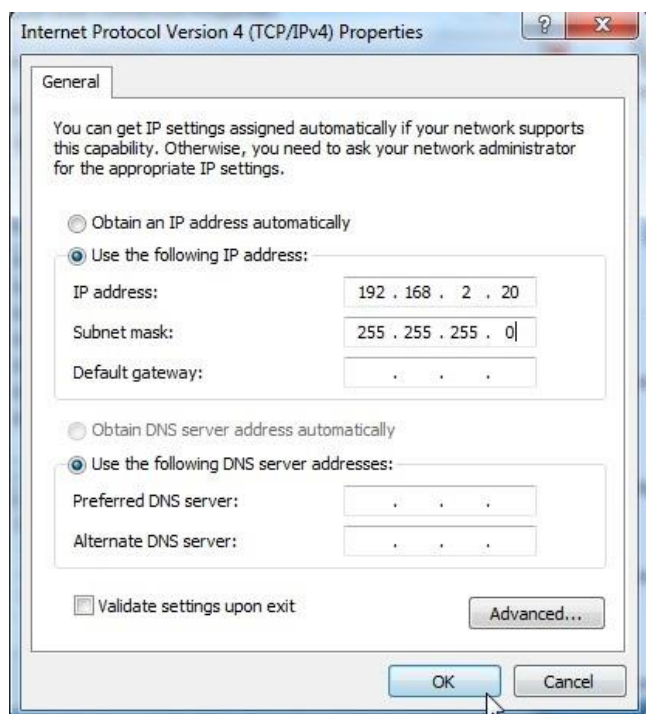 Internet Protocol Version 4 (TCP/IPv4) Properties
?
General
You can get IP settings assigned automatically if your network supports
this capability. Otherwise, you need to ask your network administrator
for the appropriate IP settings.
Obtain an IP address automatically
Use the following IP address:
IP address: 192 . 168 . 2 . 20
Subnet mask: 255 . 255 . 255 . 0
Default gateway: . . .
Obtain DNS server address automatically
Use the following DNS server addresses:
Preferred DNS server: . . .
Alternate DNS server: . . .
Validate settings upon exit
Advanced...
OK Cancel